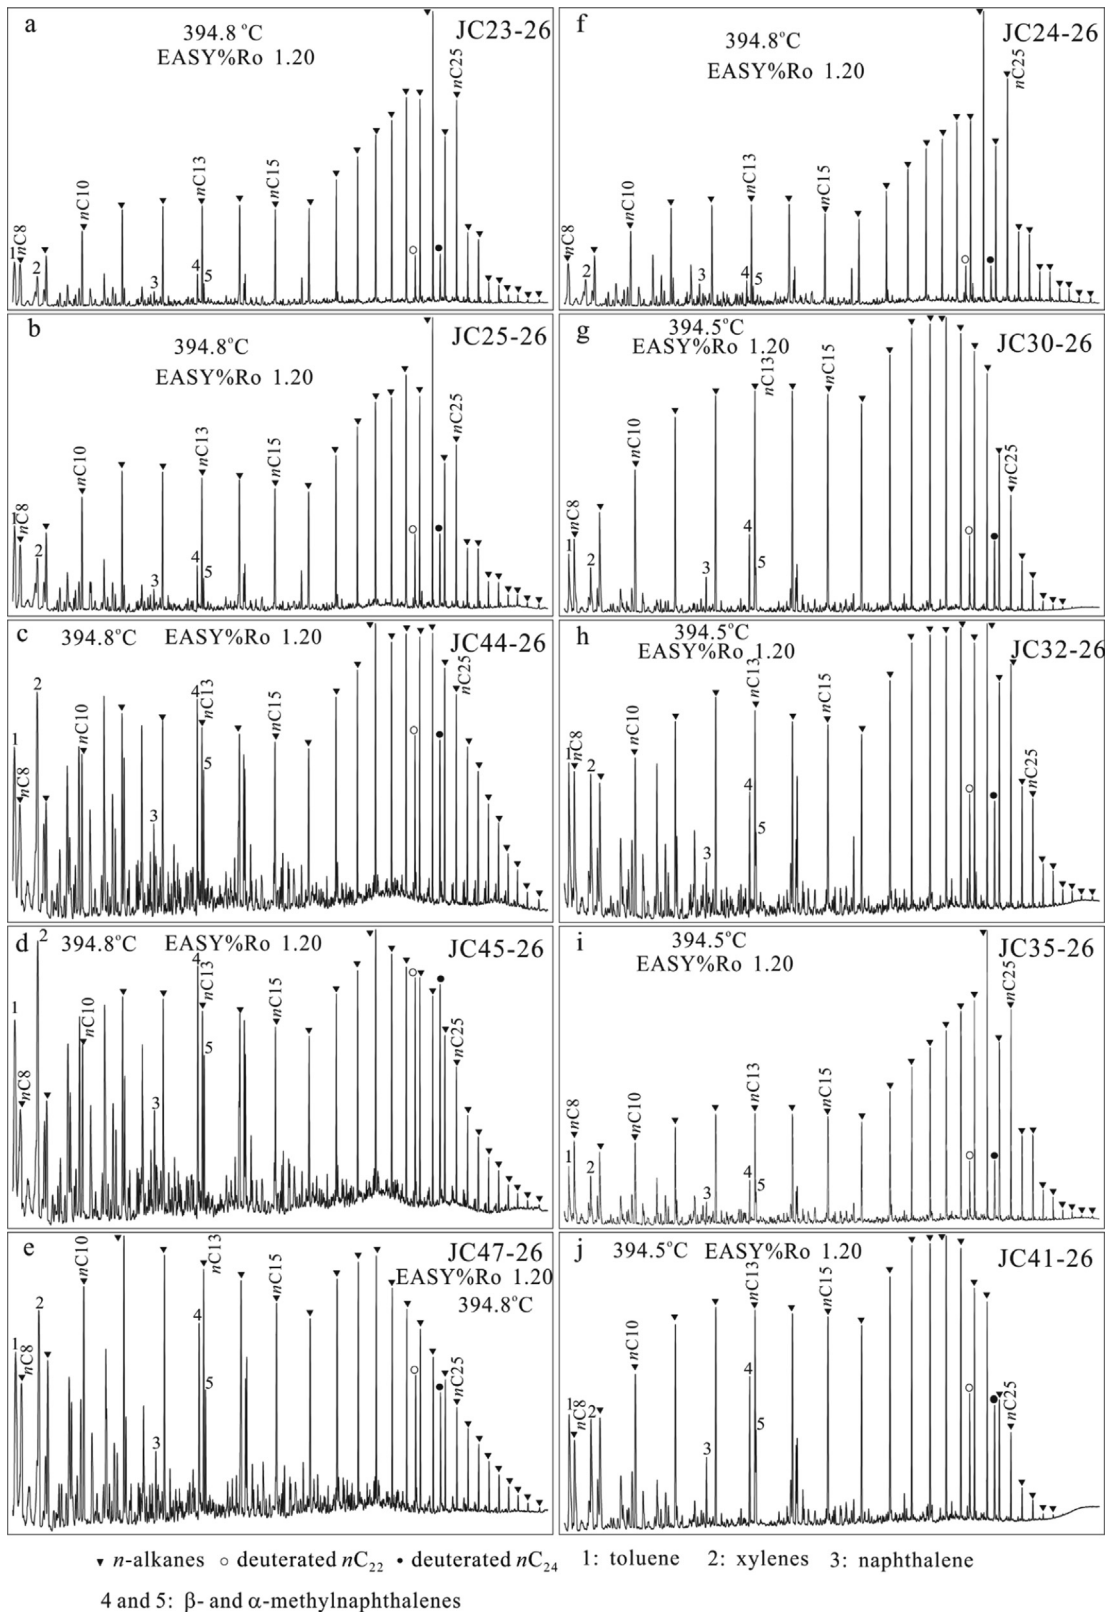 a
394.8°C
EASY%Ro 1.20
JC23-26
1
nC8
2
nC10
3
4
nC13
5
nC15
nC25
f
394.8°C
EASY%Ro 1.20
JC24-26
nC8
2
nC10
3
4
nC13
5
nC15
nC25
b
394.8°C
EASY%Ro 1.20
JC25-26
1
nC8
2
nC10
3
4
nC13
5
nC15
nC25
g
394.5°C
EASY%Ro 1.20
JC30-26
1
nC8
2
nC10
3
4
nC13
5
nC15
nC25
c
394.8°C
EASY%Ro 1.20
JC44-26
1
nC8
2
nC10
3
4
nC13
5
nC15
nC25
h
394.5°C
EASY%Ro 1.20
JC32-26
1
nC8
2
nC10
3
4
nC13
5
nC15
nC25
d
394.8°C
EASY%Ro 1.20
JC45-26
1
nC8
2
nC10
3
4
nC13
5
nC15
nC25
i
394.5°C
EASY%Ro 1.20
JC35-26
1
nC8
2
nC10
3
4
nC13
5
nC15
nC25
e
JC47-26
EASY%Ro 1.20
394.8°C
1
nC8
2
nC10
3
4
nC13
5
nC15
nC25
j
394.5°C
EASY%Ro 1.20
JC41-26
1
nC8
2
nC10
3
4
nC13
5
nC15
nC25
▼ n-alkanes ○ deuterated nC22 • deuterated nC24 1: toluene 2: xylenes 3: naphthalene
4 and 5: β- and α-methylnaphthalenes